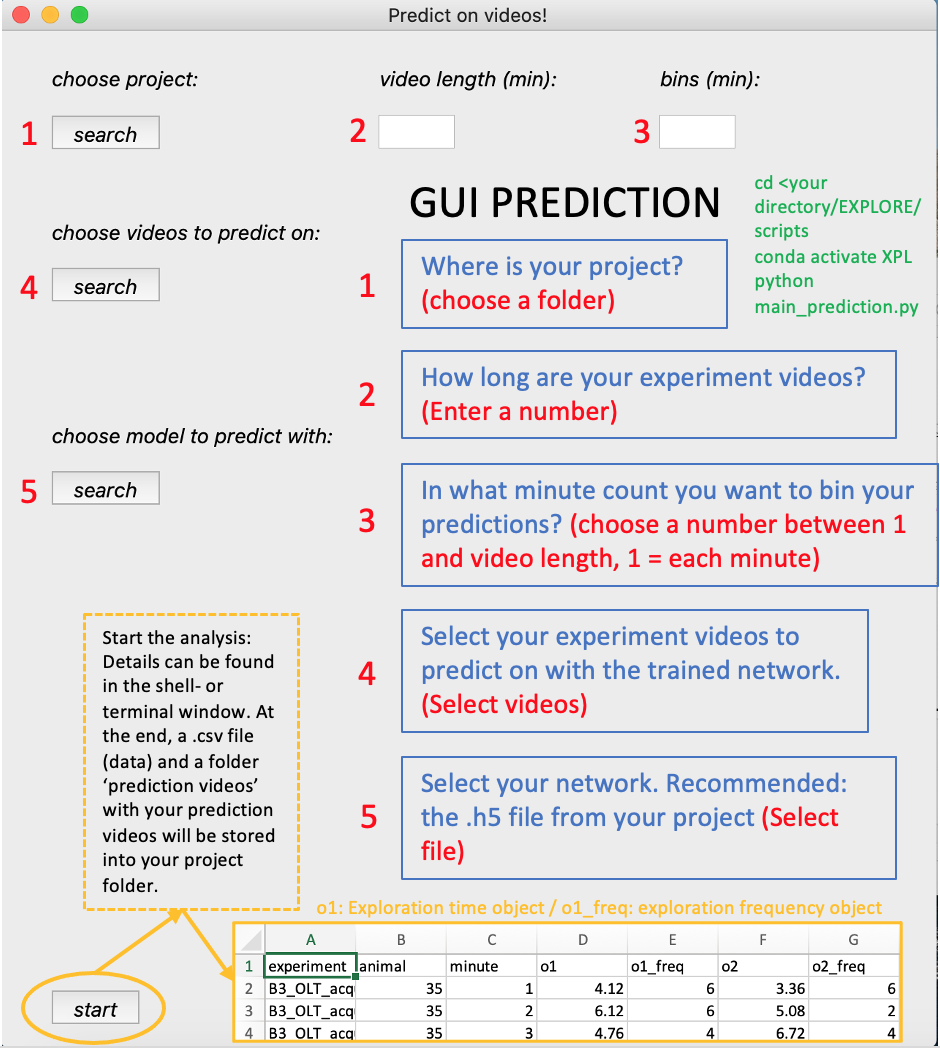 Predict on videos!
choose project:
video length (min):
bins (min):
1
search
2
3
GUI PREDICTION
cd <your
directory/EXPLORE/
scripts
conda activate XPL
python
main_prediction.py
choose videos to predict on:
4
search
1
Where is your project?
(choose a folder)
2
How long are your experiment videos?
(Enter a number)
choose model to predict with:
5
search
3
In what minute count you want to bin your
predictions? (choose a number between 1
and video length, 1 = each minute)
4
Select your experiment videos to
predict on with the trained network.
(Select videos)
5
Select your network. Recommended:
the .h5 file from your project (Select
file)
Start the analysis:
Details can be found
in the shell- or
terminal window. At
the end, a .csv file
(data) and a folder
‘prediction videos’
with your prediction
videos will be stored
into your project
folder.
start
o1: Exploration time object / o1_freq: exploration frequency object
A B C D E F G
1 experiment animal minute o1 o1_freq o2 o2_freq
2 B3_OLT_acq 35 1 4.12 6 3.36 6
3 B3_OLT_acq 35 2 6.12 6 5.08 2
4 B3_OLT_acq 35 3 4.76 4 6.72 4